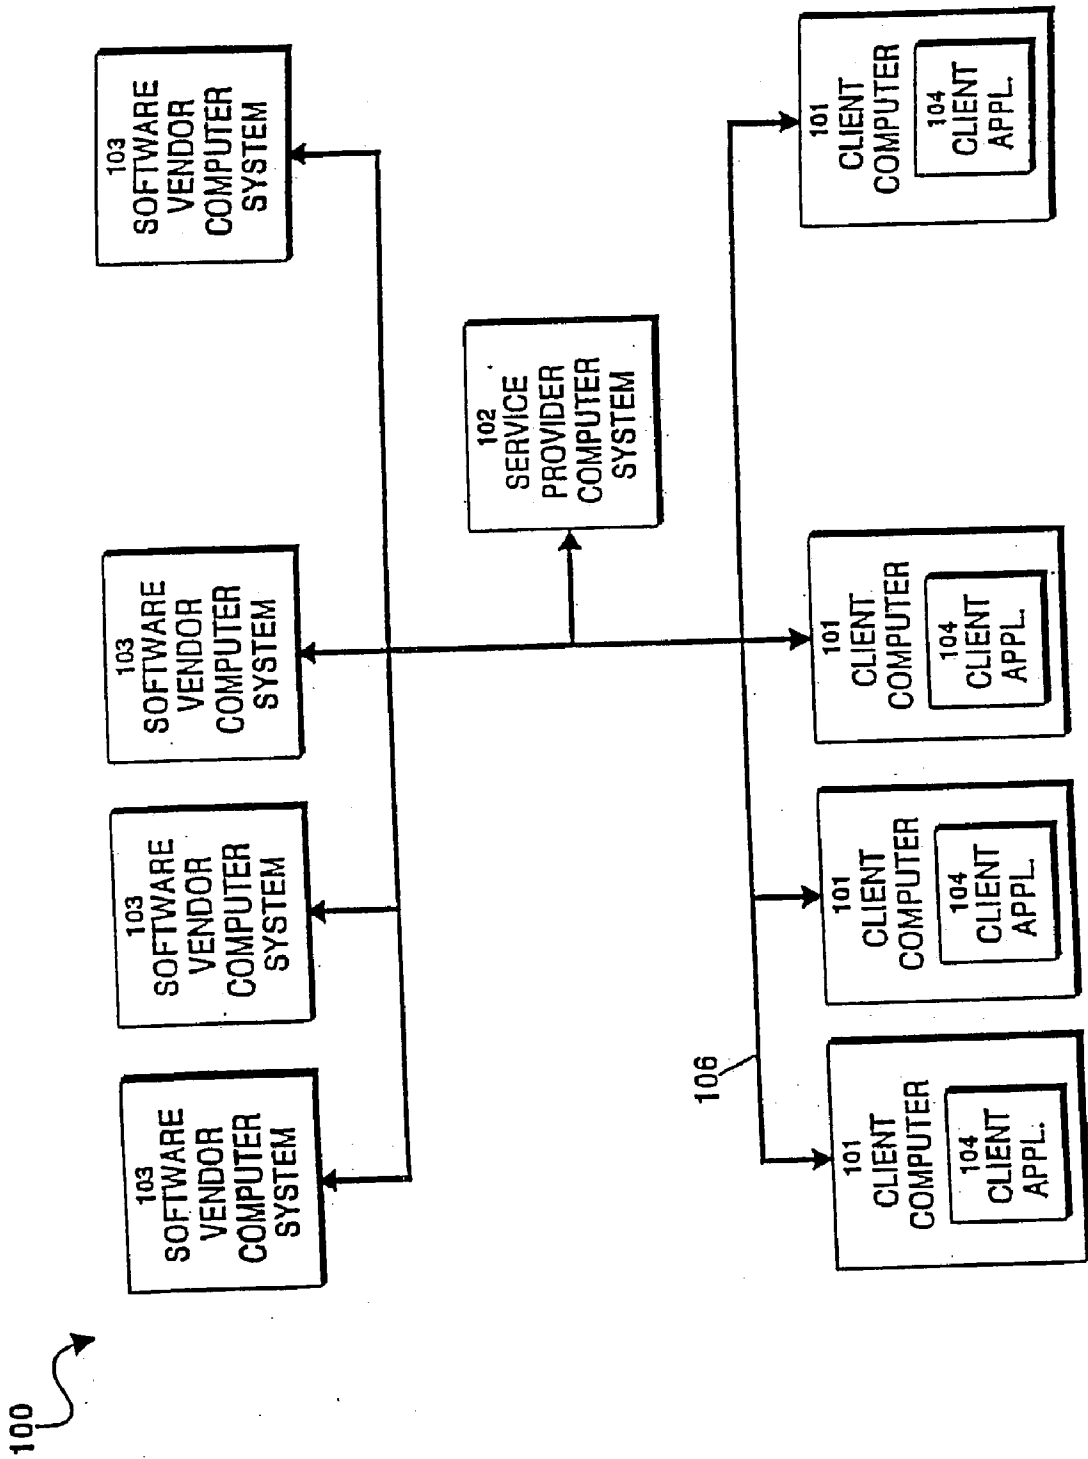 100
103
SOFTWARE
VENDOR
COMPUTER
SYSTEM
103
SOFTWARE
VENDOR
COMPUTER
SYSTEM
103
SOFTWARE
VENDOR
COMPUTER
SYSTEM
103
SOFTWARE
VENDOR
COMPUTER
SYSTEM
102
SERVICE
PROVIDER
COMPUTER
SYSTEM
106
101
CLIENT
COMPUTER
104
CLIENT
APPL.
101
CLIENT
COMPUTER
104
CLIENT
APPL.
101
CLIENT
COMPUTER
104
CLIENT
APPL.
101
CLIENT
COMPUTER
104
CLIENT
APPL.